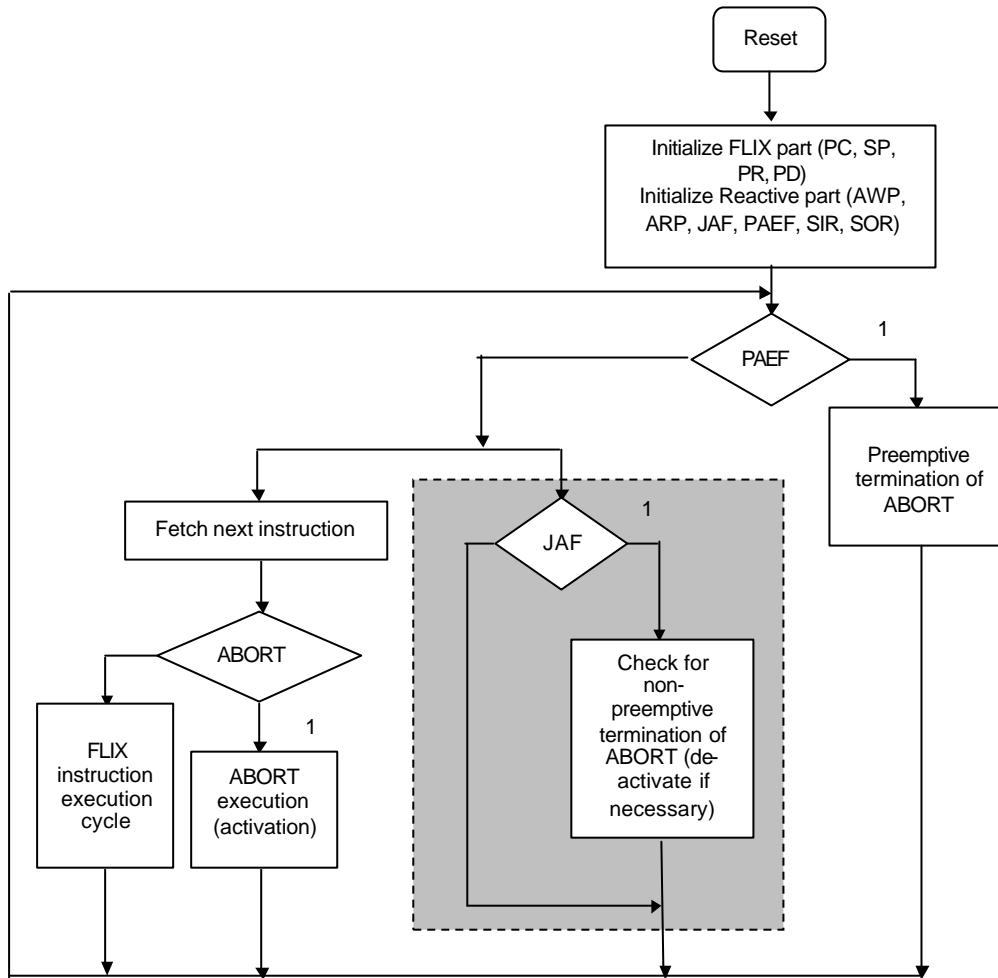 Reset
Initialize FLIX part (PC, SP,
PR, PD)
Initialize Reactive part (AWP,
ARP, JAF, PAEF, SIR, SOR)
1
PAEF
Preemptive
termination of
ABORT
Fetch next instruction
1
JAF
ABORT
Check for
non-
preemptive
termination of
ABORT (de-
activate if
necessary)
FLIX
instruction
execution
cycle
1
ABORT
execution
(activation)